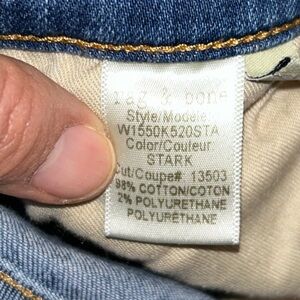 rag & bone
Style/Modele:
W1550K520STA
Color/Couleur:
STARK
Cut/Coupe#: 13503
98% COTTON/COTON
2% POLYURETHANE
POLYURÉTHANE